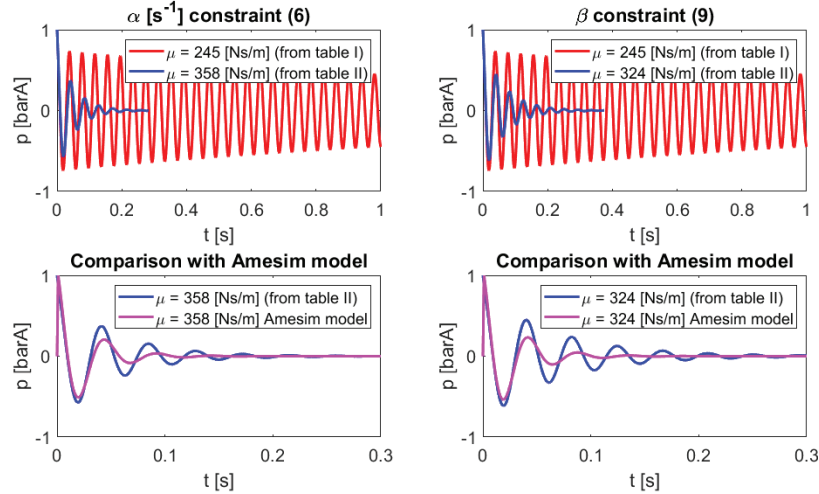 α [s⁻¹] constraint (6)
p [barA]
1
0
-1
μ = 245 [Ns/m] (from table I)
μ = 358 [Ns/m] (from table II)
0 0.2 0.4 0.6 0.8 1
t [s]
β constraint (9)
p [barA]
1
0
-1
μ = 245 [Ns/m] (from table I)
μ = 324 [Ns/m] (from table II)
0 0.2 0.4 0.6 0.8 1
t [s]
Comparison with Amesim model
p [barA]
1
0
-1
μ = 358 [Ns/m] (from table II)
μ = 358 [Ns/m] Amesim model
0 0.1 0.2 0.3
t [s]
Comparison with Amesim model
p [barA]
1
0
-1
μ = 324 [Ns/m] (from table II)
μ = 324 [Ns/m] Amesim model
0 0.1 0.2 0.3
t [s]